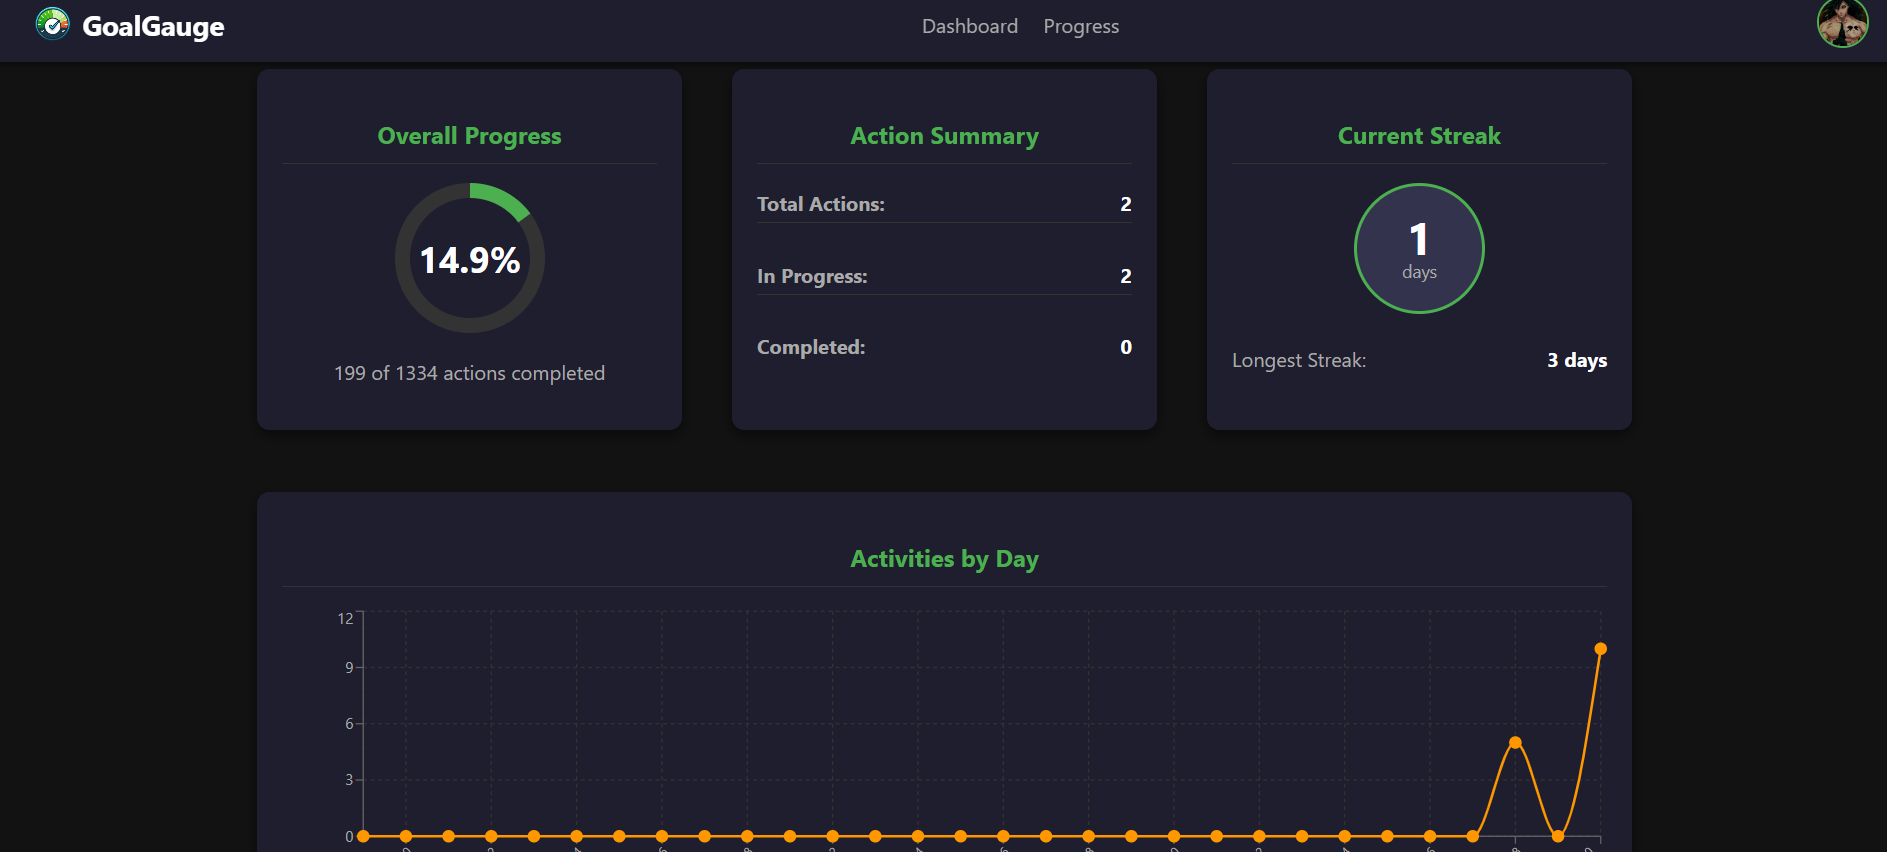 GoalGauge
Dashboard Progress
Overall Progress
14.9%
199 of 1334 actions completed
Action Summary
Total Actions: 2
In Progress: 2
Completed: 0
Current Streak
1
days
Longest Streak: 3 days
Activities by Day
12
9
6
3
0